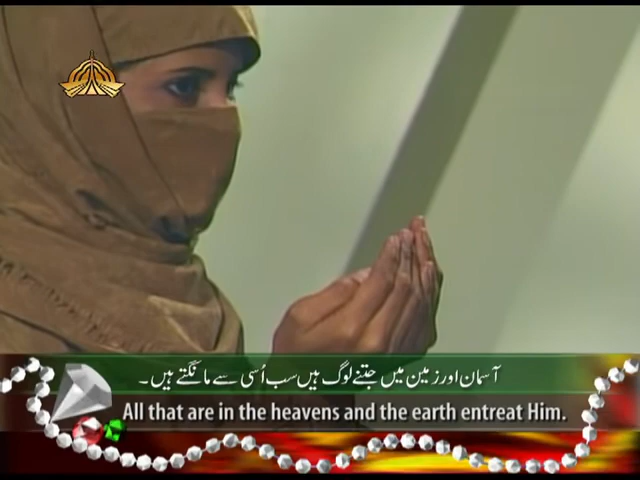 آسمان اور زمین میں جتنے لوگ ہیں سب اُسی سے مانگتے ہیں ۔
All that are in the heavens and the earth entreat Him.